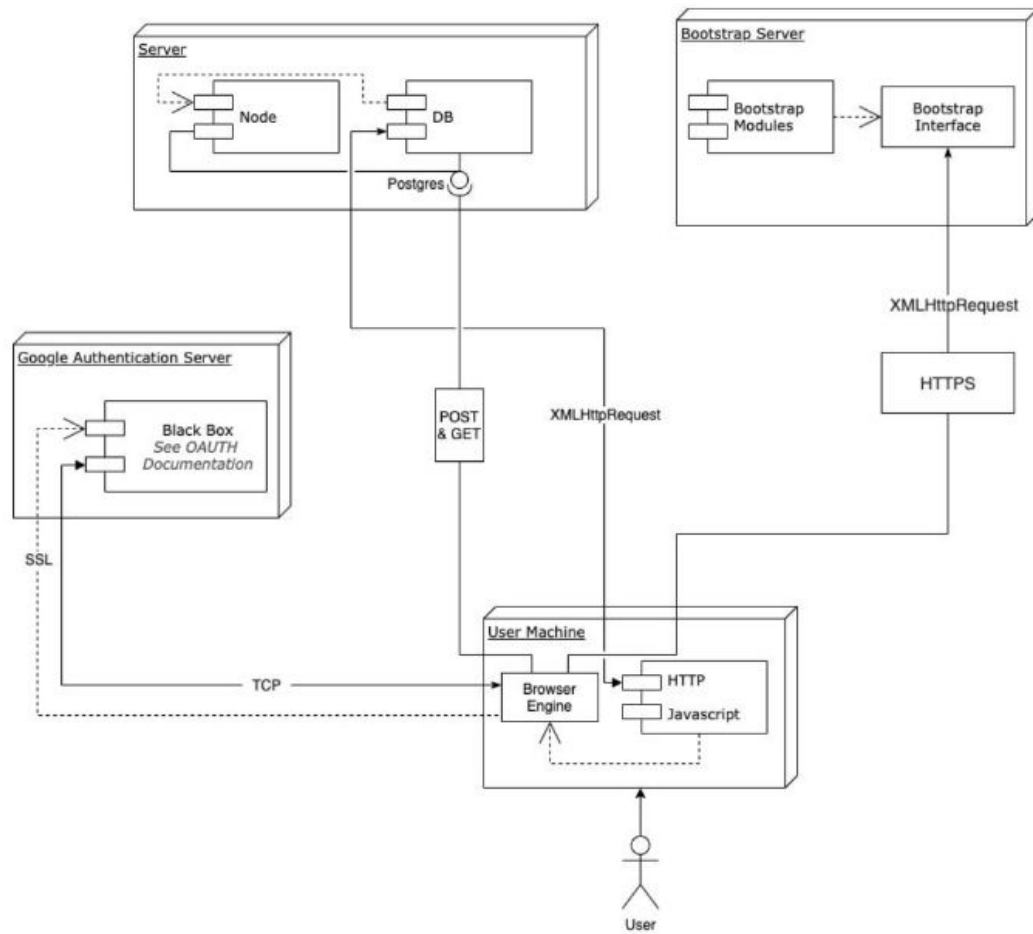 Server
Node
DB
Postgres
Bootstrap Server
Bootstrap
Modules
Bootstrap
Interface
XMLHttpRequest
HTTPS
Google Authentication Server
Black Box
See OAUTH
Documentation
POST
& GET
XMLHttpRequest
SSL
TCP
User Machine
Browser
Engine
HTTP
Javascript
User